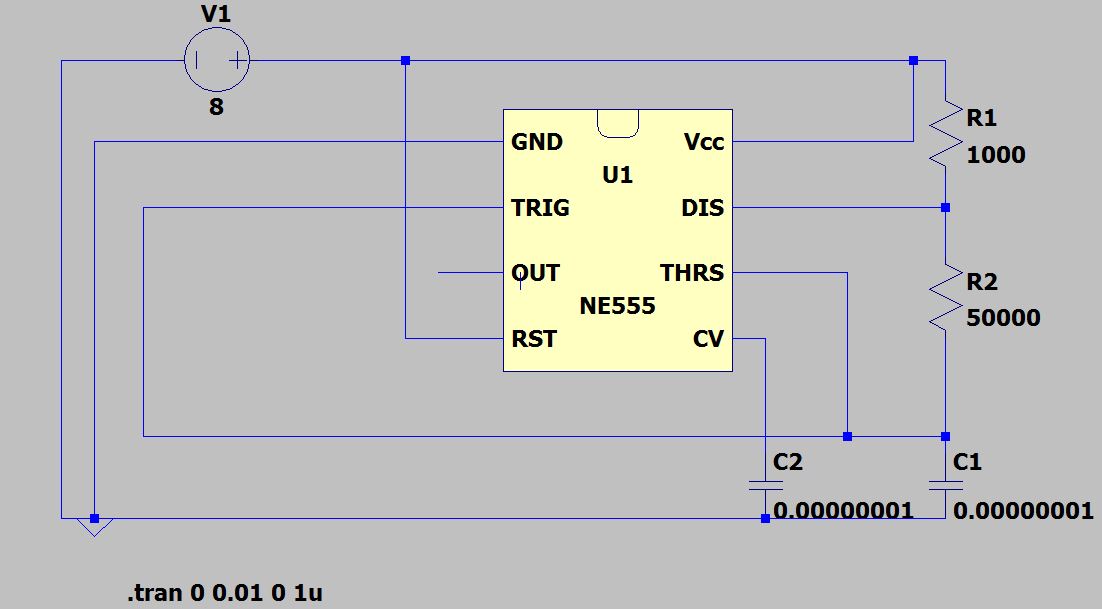 V1
8
GND
Vcc
U1
TRIG
DIS
OUT
THRS
NE555
RST
CV
R1
1000
R2
50000
C2
0.00000001
C1
0.00000001
.tran 0 0.01 0 1u